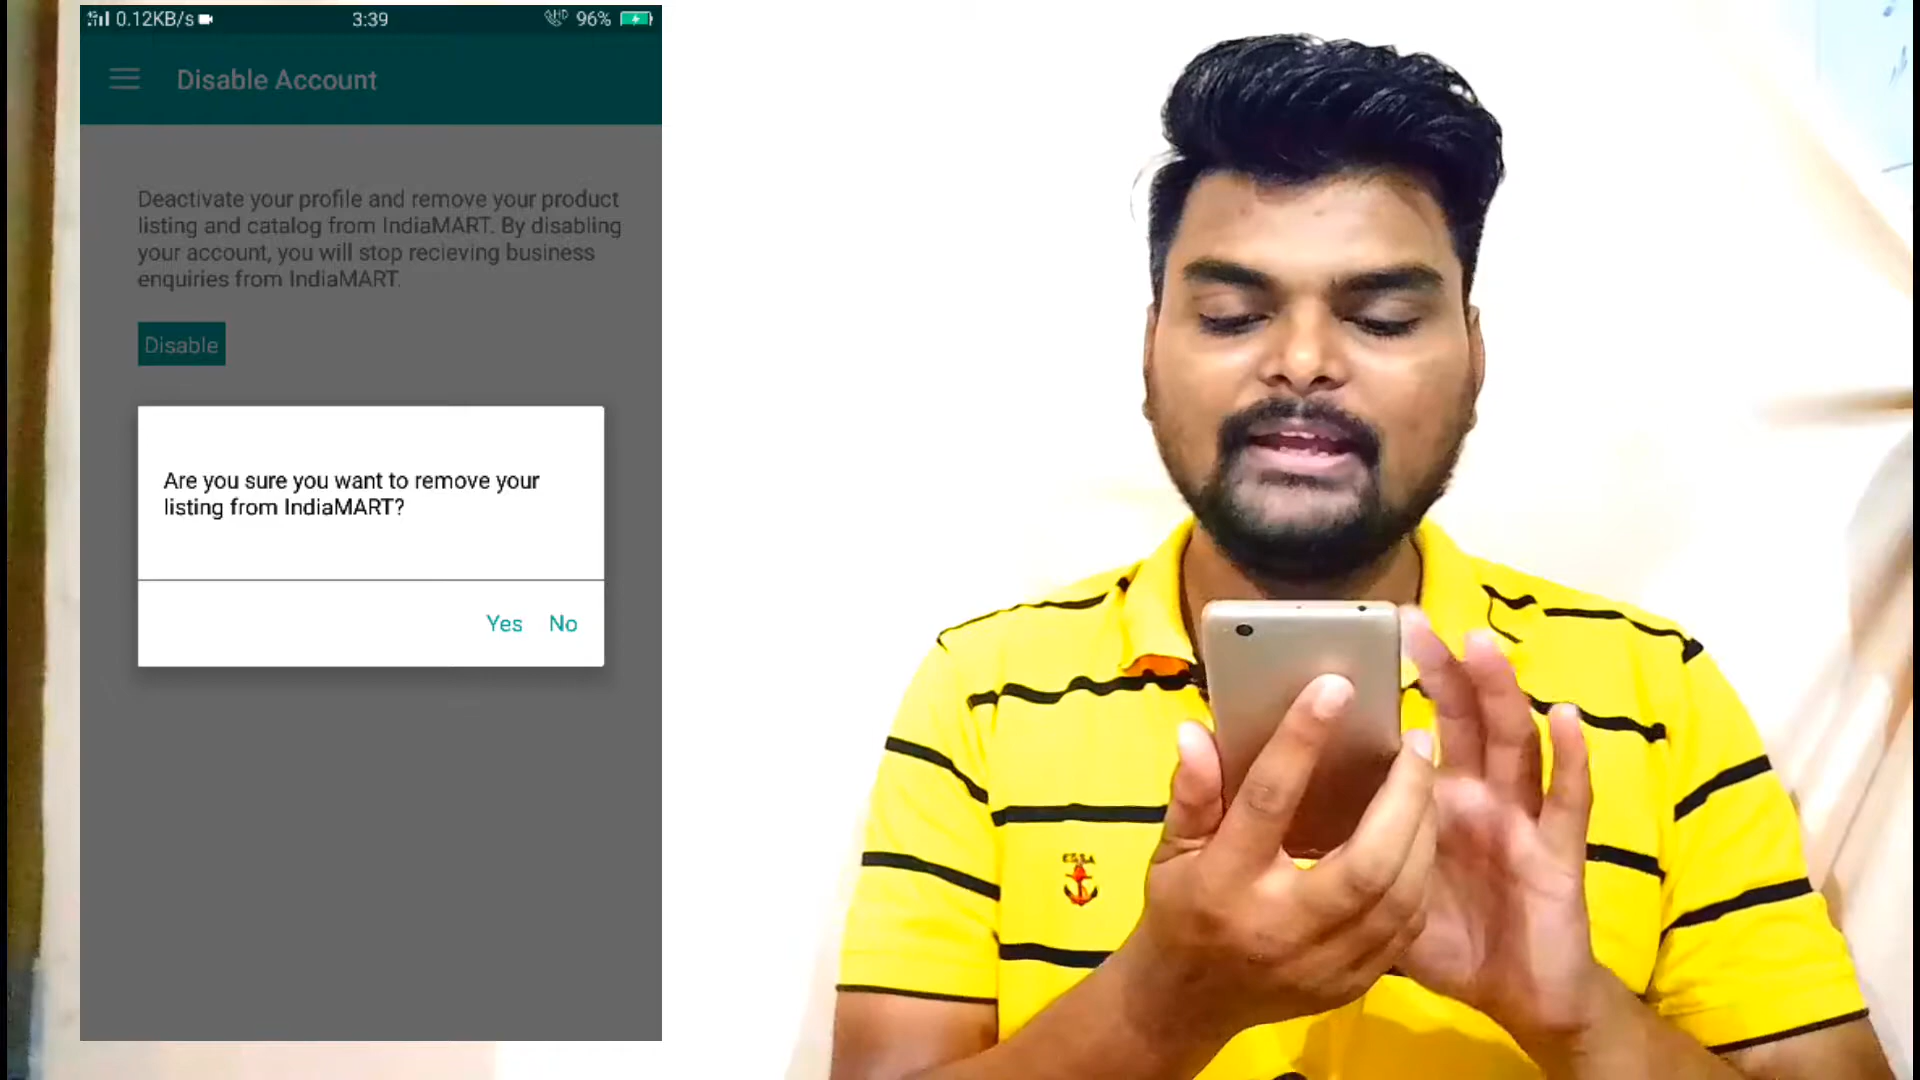 0.12KB/s
3:39
HD
96%
Disable Account
Deactivate your profile and remove your product
listing and catalog from IndiaMART. By disabling
your account, you will stop recieving business
enquiries from IndiaMART.
Disable
Are you sure you want to remove your
listing from IndiaMART?
Yes No